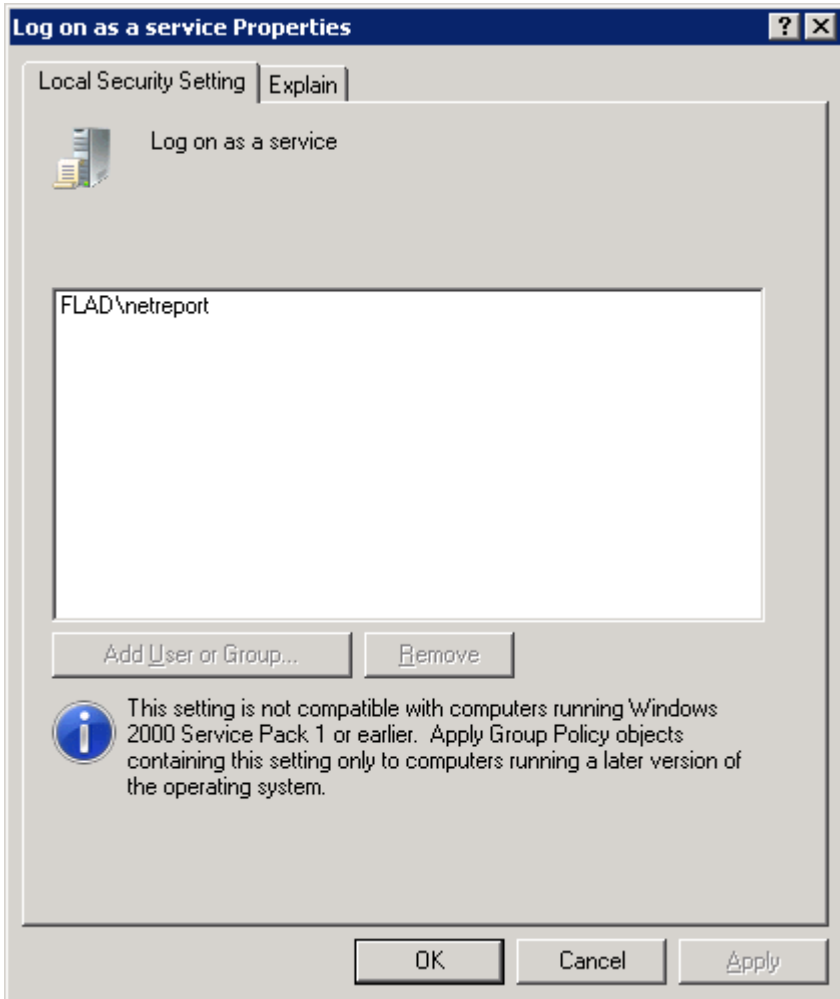 Log on as a service Properties
Local Security Setting
Explain
Log on as a service
FLAD\netreport
Add User or Group...
Remove
This setting is not compatible with computers running Windows
2000 Service Pack 1 or earlier.  Apply Group Policy objects
containing this setting only to computers running a later version of
the operating system.
OK
Cancel
Apply